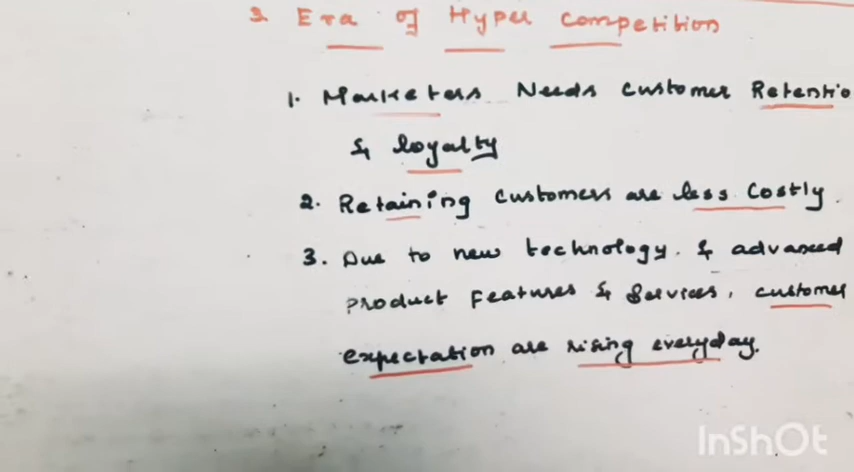 3. Era of Hyper Competition
1. Marketers Needs customer Retentio
& loyalty
2. Retaining customers are less costly.
3. Due to new technology. & advanced
product Features & Services, customer
expectation are rising everyday.
InShOt